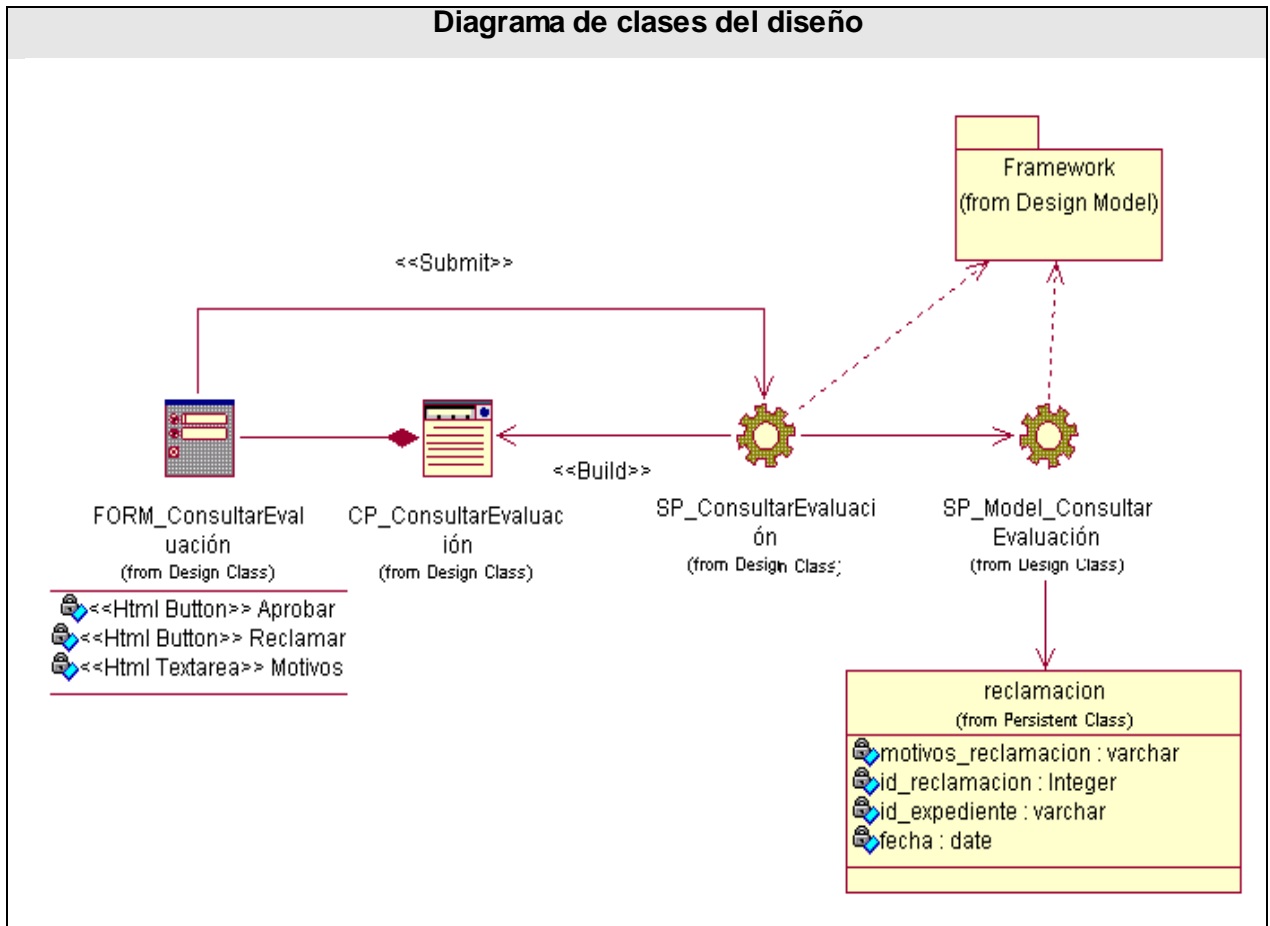 Diagrama de clases del diseño
Framework
(from Design Model)
<<Submit>>
<<Build>>
FORM_ConsultarEval
uación
(from Design Class)
<<Html Button>> Aprobar
<<Html Button>> Reclamar
<<Html Textarea>> Motivos
CP_ConsultarEvaluac
ión
(from Design Class)
SP_ConsultarEvaluaci
ón
(from Design Class)
SP_Model_Consultar
Evaluación
(from Design Class)
reclamacion
(from Persistent Class)
motivos_reclamacion : varchar
id_reclamacion : Integer
id_expediente : varchar
fecha : date